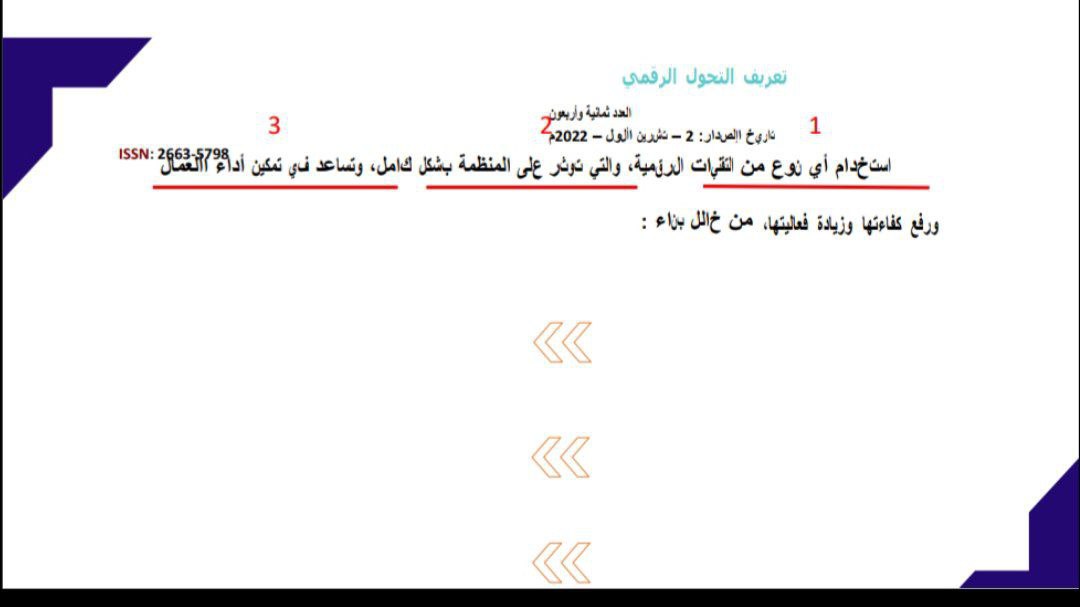 تعريف التحول الرقمي
العدد ثمانية وأربعون
3 2 1
تاريخ الإصدار: 2 – تشرين الأول – 2022م
ISSN: 2663-5798
استخدام أي نوع من التقنيات الرقمية، والتي تؤثر على المنظمة بشكل كامل، وتساعد في تمكين أداء الأعمال
ورفع كفاءتها وزيادة فعاليتها، من خلال بناء :